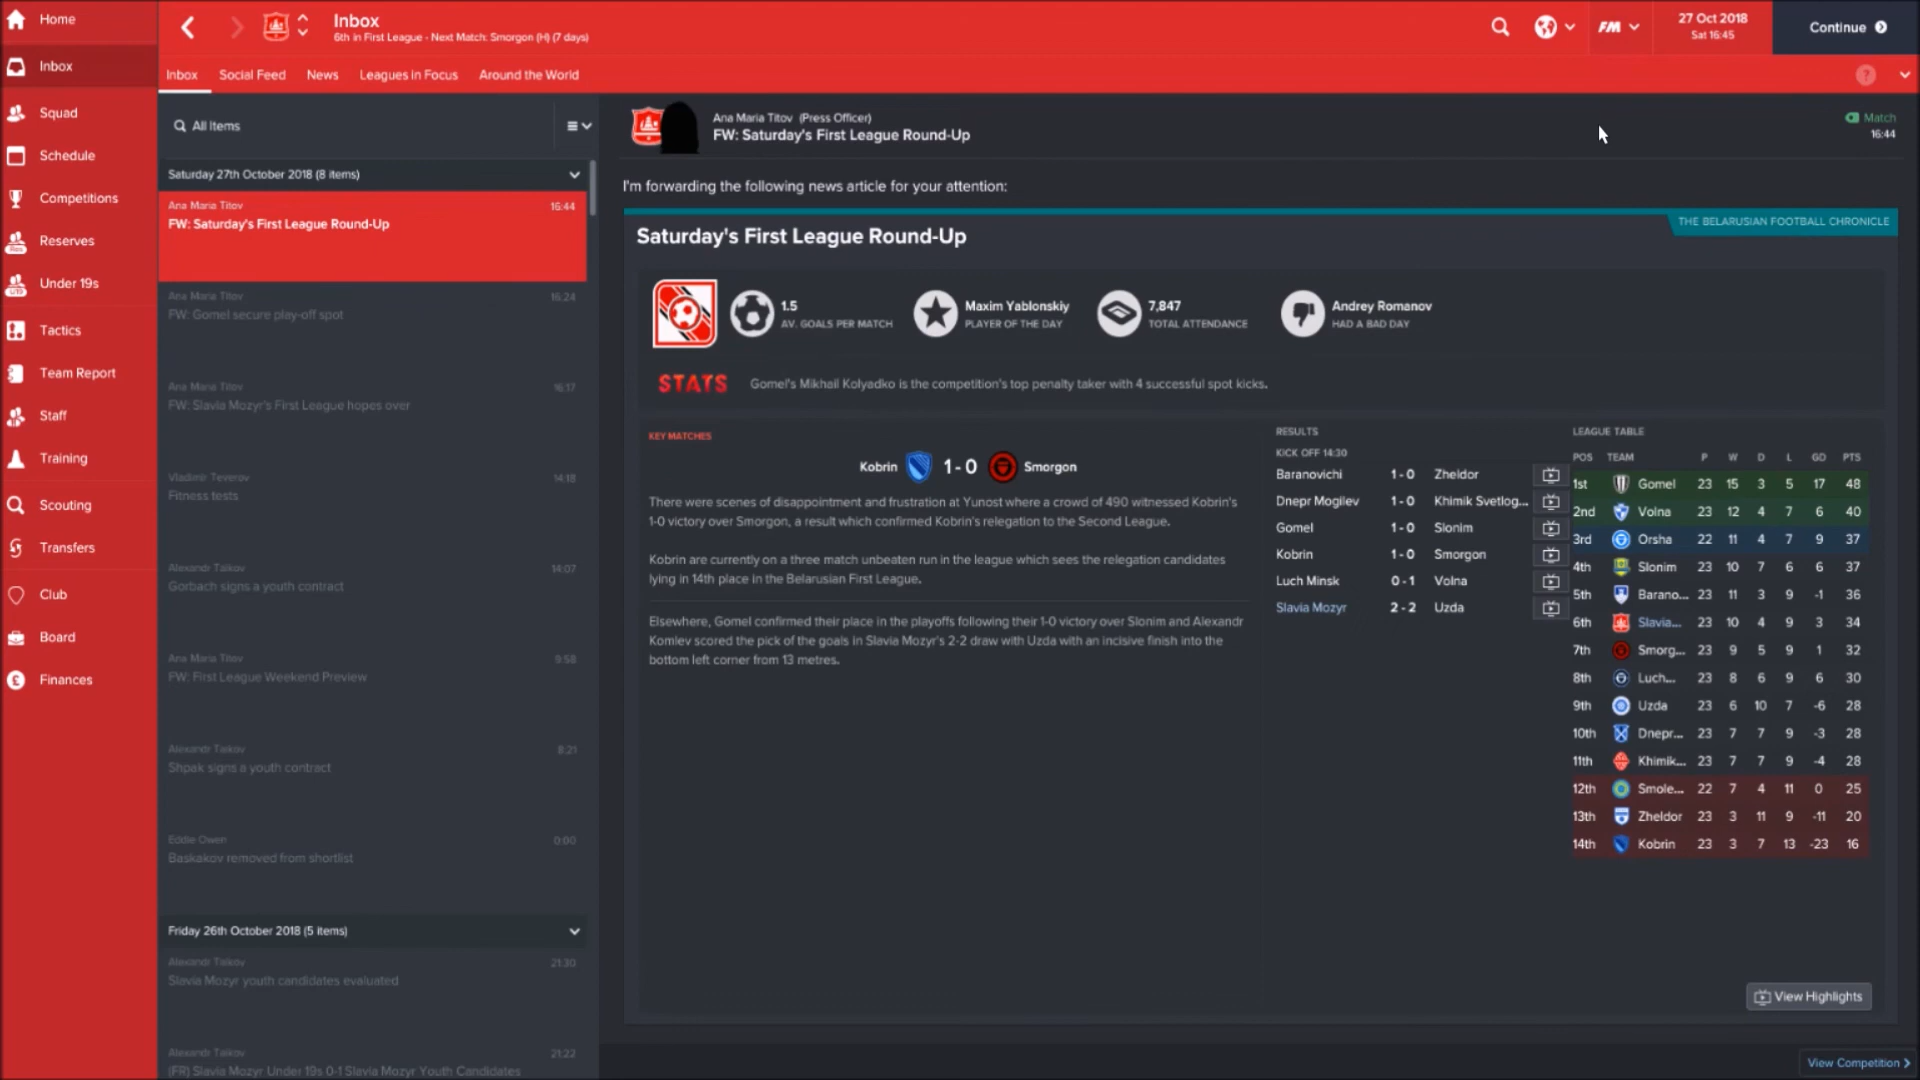 Home
Inbox
Squad
Schedule
Competitions
Reserves
Under 19s
Tactics
Team Report
Staff
Training
Scouting
Transfers
Club
Board
Finances
Inbox
6th in First League - Next Match: Smorgon (H) (7 days)
FM
27 Oct 2018
Sat 16:45
Continue
Inbox Social Feed News Leagues in Focus Around the World
?
All Items
Saturday 27th October 2018 (8 items)
Ana Maria Titov 16:44
FW: Saturday's First League Round-Up
Ana Maria Titov 16:24
FW: Gomel secure play-off spot
Ana Maria Titov 16:17
FW: Slavia Mozyr's First League hopes over
Vladimir Teverov 14:18
Fitness tests
Alexandr Taikov 14:07
Gorbach signs a youth contract
Ana Maria Titov 9:58
FW: First League Weekend Preview
Alexandr Taikov 8:21
Shpak signs a youth contract
Eddie Owen 0:00
Baskakov removed from shortlist
Friday 26th October 2018 (5 items)
Alexandr Taikov 21:30
Slavia Mozyr youth candidates evaluated
Alexandr Taikov 21:22
(FR) Slavia Mozyr Under 19s 0-1 Slavia Mozyr Youth Candidates
Ana Maria Titov (Press Officer)
FW: Saturday's First League Round-Up
Match
16:44
I'm forwarding the following news article for your attention:
THE BELARUSIAN FOOTBALL CHRONICLE
Saturday's First League Round-Up
1.5
AV. GOALS PER MATCH
Maxim Yablonskiy
PLAYER OF THE DAY
7,847
TOTAL ATTENDANCE
Andrey Romanov
HAD A BAD DAY
STATS Gomel's Mikhail Kolyadko is the competition's top penalty taker with 4 successful spot kicks.
KEY MATCHES
Kobrin 1 - 0 Smorgon
There were scenes of disappointment and frustration at Yunost where a crowd of 490 witnessed Kobrin's
1-0 victory over Smorgon, a result which confirmed Kobrin's relegation to the Second League.
Kobrin are currently on a three match unbeaten run in the league which sees the relegation candidates
lying in 14th place in the Belarusian First League.
Elsewhere, Gomel confirmed their place in the playoffs following their 1-0 victory over Slonim and Alexandr
Komlev scored the pick of the goals in Slavia Mozyr's 2-2 draw with Uzda with an incisive finish into the
bottom left corner from 13 metres.
RESULTS
KICK OFF 14:30
Baranovichi 1 - 0 Zheldor
Dnepr Mogilev 1 - 0 Khimik Svetlog...
Gomel 1 - 0 Slonim
Kobrin 1 - 0 Smorgon
Luch Minsk 0 - 1 Volna
Slavia Mozyr 2 - 2 Uzda
LEAGUE TABLE
POS TEAM P W D L GD PTS
1st Gomel 23 15 3 5 17 48
2nd Volna 23 12 4 7 6 40
3rd Orsha 22 11 4 7 9 37
4th Slonim 23 10 7 6 6 37
5th Barano... 23 11 3 9 -1 36
6th Slavia... 23 10 4 9 3 34
7th Smorg... 23 9 5 9 1 32
8th Luch... 23 8 6 9 6 30
9th Uzda 23 6 10 7 -6 28
10th Dnepr... 23 7 7 9 -3 28
11th Khimik... 23 7 7 9 -4 28
12th Smole... 22 7 4 11 0 25
13th Zheldor 23 3 11 9 -11 20
14th Kobrin 23 3 7 13 -23 16
View Highlights
View Competition